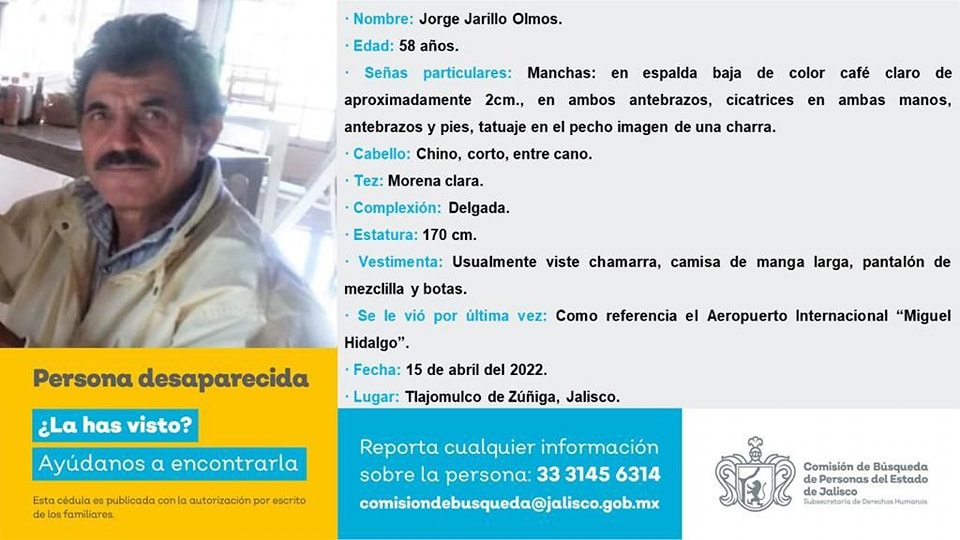 · Nombre: Jorge Jarillo Olmos.
· Edad: 58 años.
· Señas particulares: Manchas: en espalda baja de color café claro de
aproximadamente 2cm., en ambos antebrazos, cicatrices en ambas manos,
antebrazos y pies, tatuaje en el pecho imagen de una charra.
· Cabello: Chino, corto, entre cano.
· Tez: Morena clara.
· Complexión: Delgada.
· Estatura: 170 cm.
· Vestimenta: Usualmente viste chamarra, camisa de manga larga, pantalón de
mezclilla y botas.
· Se le vió por última vez: Como referencia el Aeropuerto Internacional “Miguel
Hidalgo”.
· Fecha: 15 de abril del 2022.
· Lugar: Tlajomulco de Zúñiga, Jalisco.
Persona desaparecida
¿La has visto?
Ayúdanos a encontrarla
Esta cédula es publicada con la autorización por escrito
de los familiares.
Reporta cualquier información
sobre la persona: 33 3145 6314
comisiondebusqueda@jalisco.gob.mx
Comisión de Búsqueda
de Personas del Estado
de Jalisco
Subsecretaría de Derechos Humanos